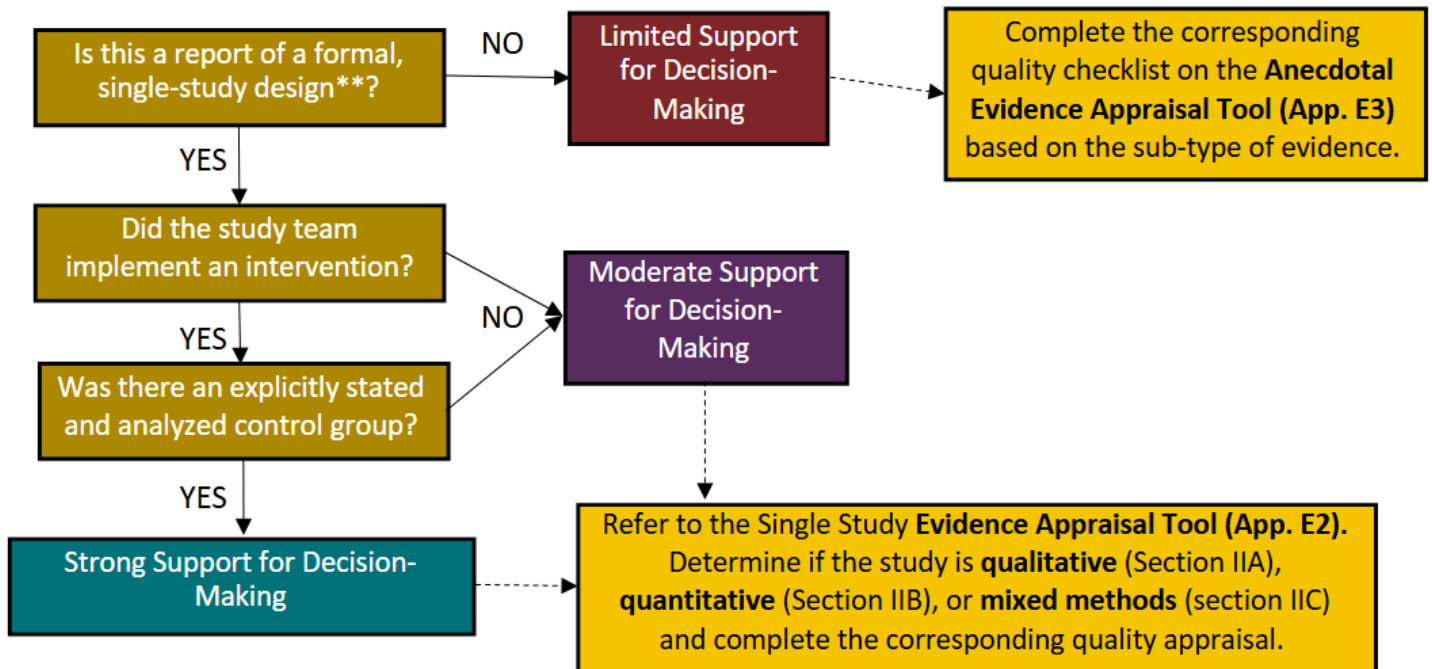 Is this a report of a formal,
single-study design**?
NO
Limited Support
for Decision-
Making
Complete the corresponding
quality checklist on the Anecdotal
Evidence Appraisal Tool (App. E3)
based on the sub-type of evidence.
YES
Did the study team
implement an intervention?
NO
Moderate Support
for Decision-
Making
YES
Was there an explicitly stated
and analyzed control group?
YES
Strong Support for Decision-
Making
Refer to the Single Study Evidence Appraisal Tool (App. E2).
Determine if the study is qualitative (Section IIA),
quantitative (Section IIB), or mixed methods (section IIC)
and complete the corresponding quality appraisal.